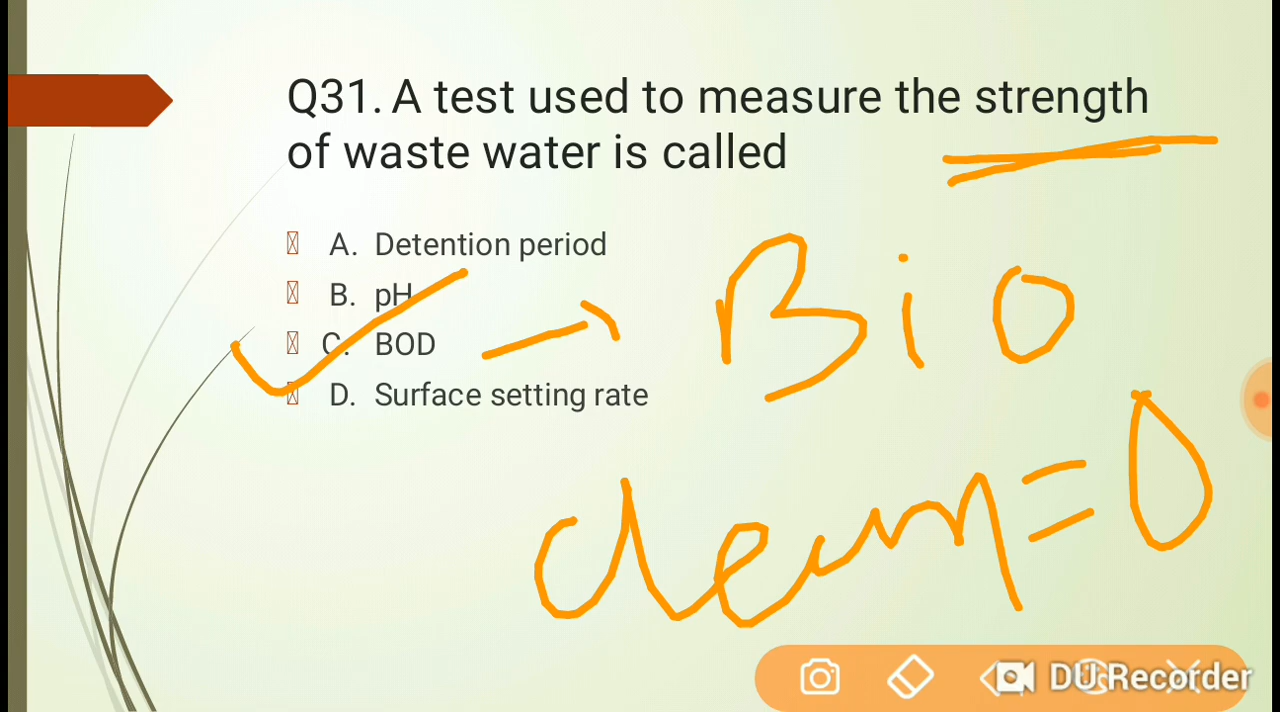 Q31. A test used to measure the strength
of waste water is called
A. Detention period
B. pH
C. BOD
D. Surface setting rate
Bio
= 0
DU Recorder